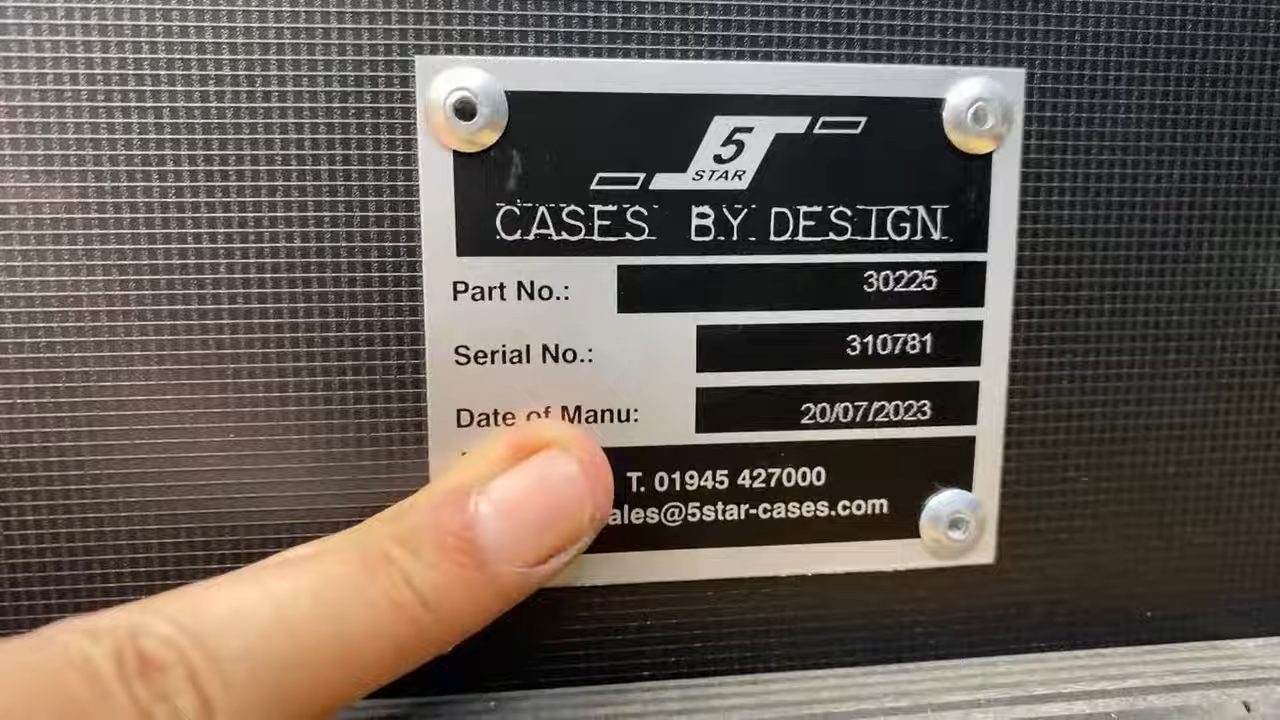 5
STAR
CASES BY DESIGN
Part No.: 30225
Serial No.: 310781
Date of Manu: 20/07/2023
T. 01945 427000
ales@5star-cases.com